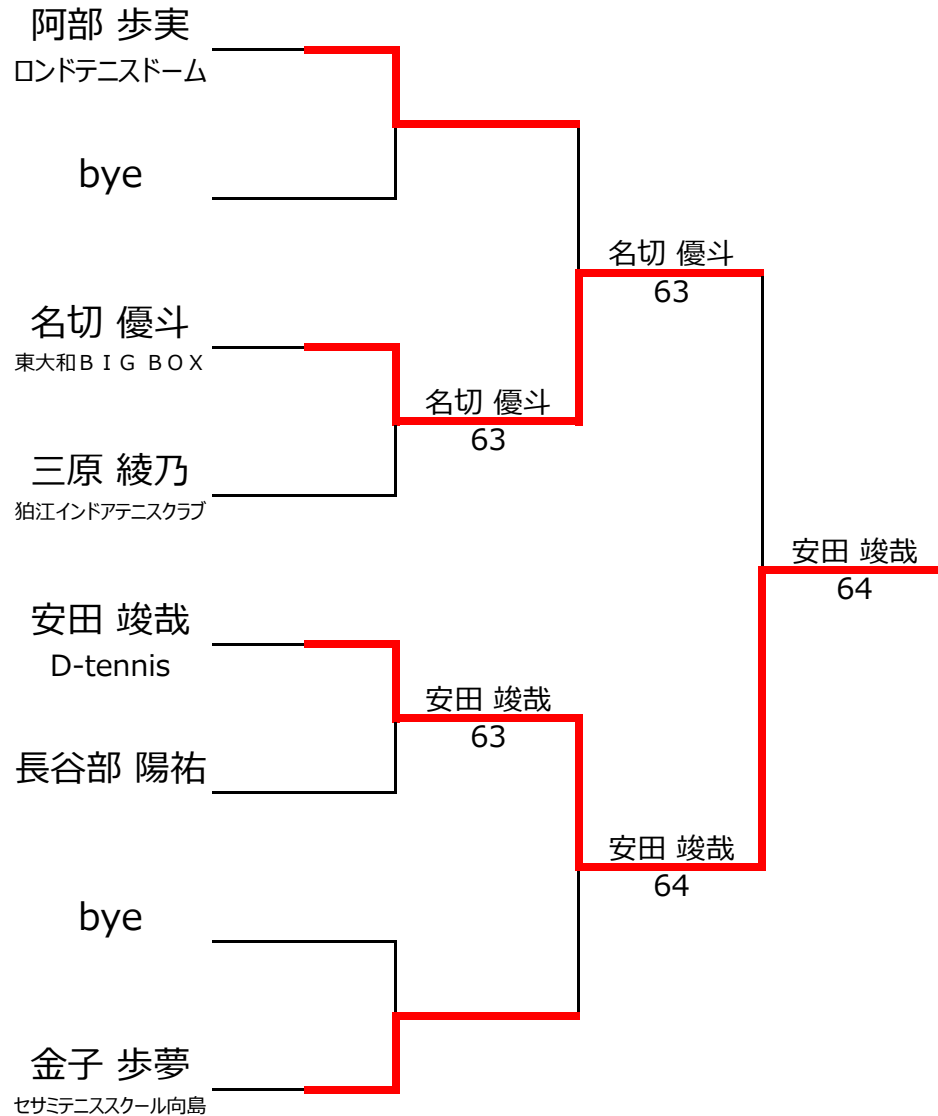 阿部 歩実
ロンドテニスドーム
bye
名切 優斗
63
名切 優斗
東大和ＢＩＧ ＢＯＸ
名切 優斗
63
三原 綾乃
狛江インドアテニスクラブ
安田 竣哉
64
安田 竣哉
D-tennis
安田 竣哉
63
長谷部 陽祐
安田 竣哉
64
bye
金子 歩夢
セサミテニススクール向島